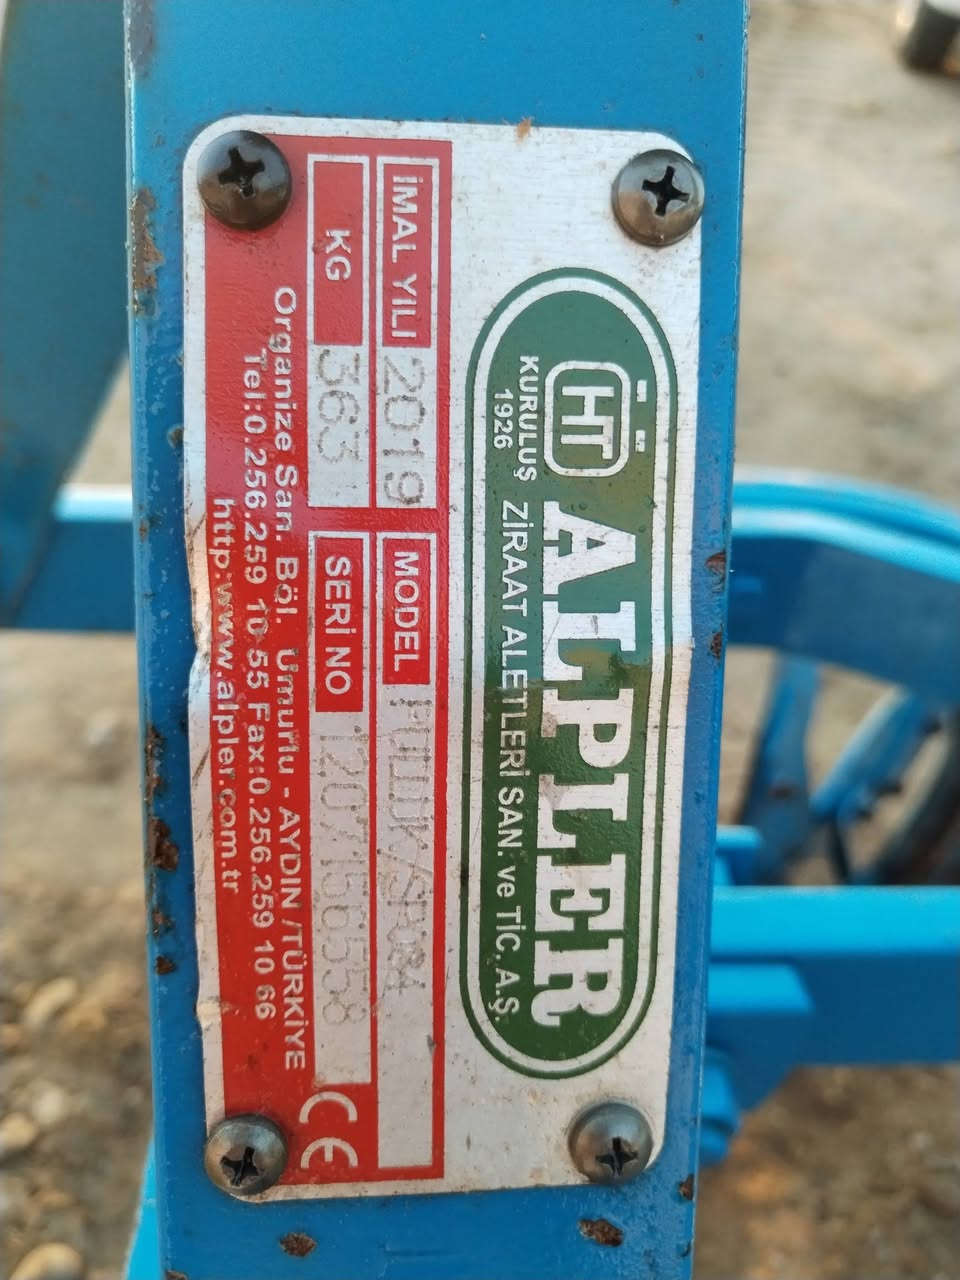 HT ALPLER
KURULUŞ
1926
ZİRAAT ALETLERİ SAN. ve TİC. A.Ş.
İMAL YILI 2019 MODEL
KG 363 SERİ NO
Organize San. Böl. Umurlu - AYDIN /TÜRKİYE
Tel:0.256.259 10 55 Fax:0.256.259 10 66
http:www.alpler.com.tr
CE